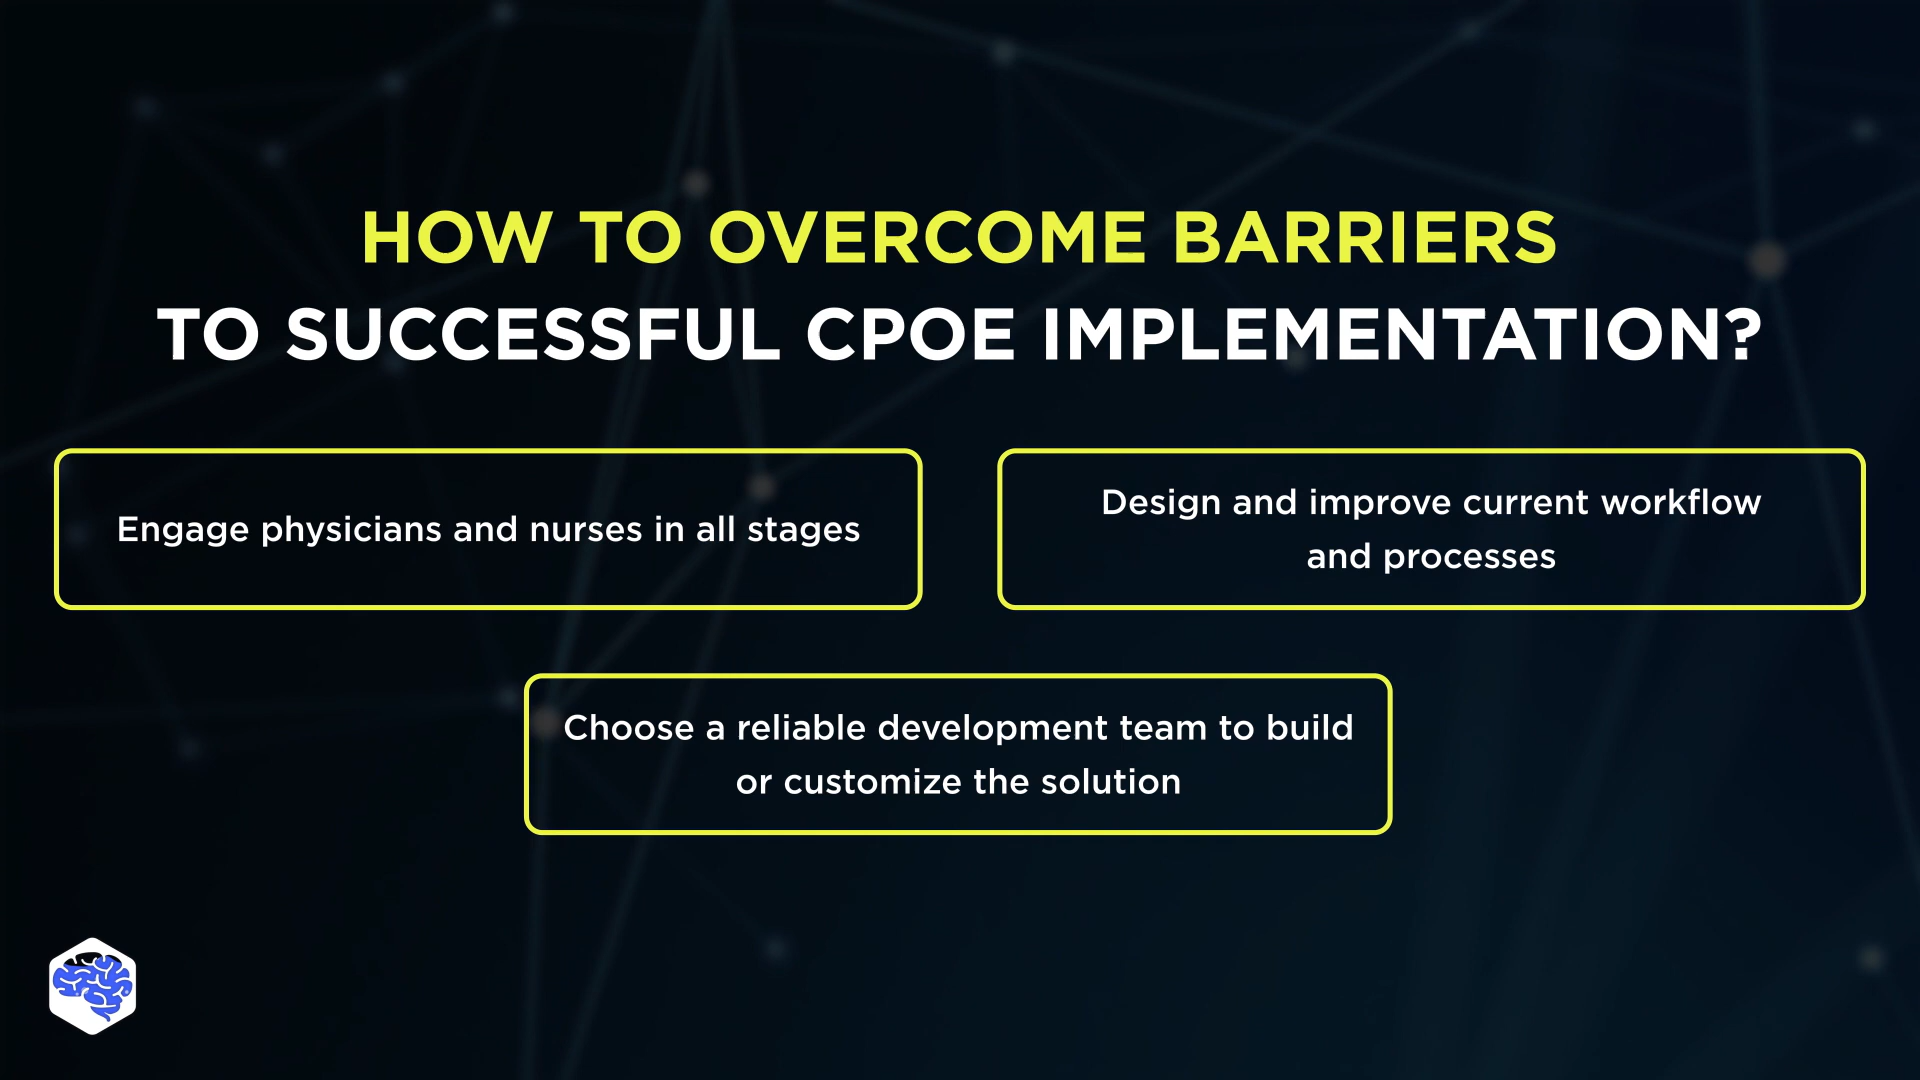 HOW TO OVERCOME BARRIERS
TO SUCCESSFUL CPOE IMPLEMENTATION?
Engage physicians and nurses in all stages
Design and improve current workflow
and processes
Choose a reliable development team to build
or customize the solution